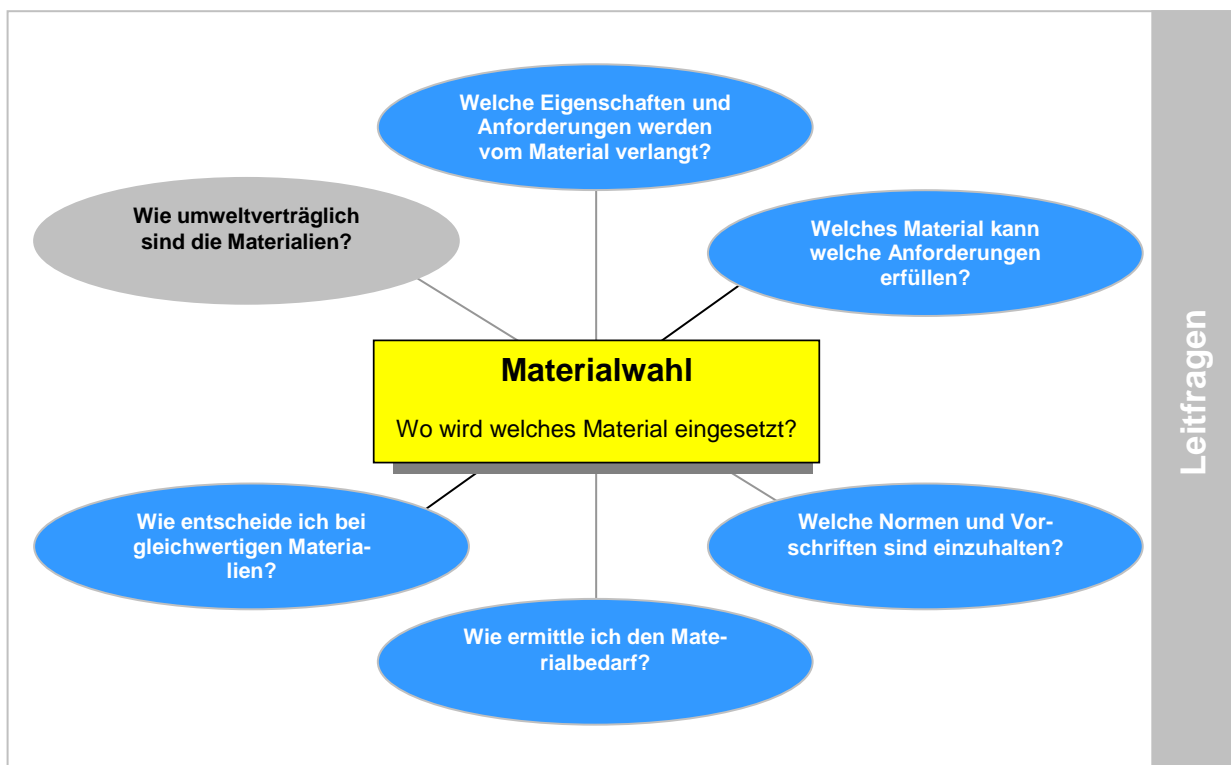 Welche Eigenschaften und
Anforderungen werden
vom Material verlangt?
Wie umweltverträglich
sind die Materialien?
Welches Material kann
welche Anforderungen
erfüllen?
Materialwahl
Wo wird welches Material eingesetzt?
Wie entscheide ich bei
gleichwertigen Materia-
lien?
Welche Normen und Vor-
schriften sind einzuhalten?
Wie ermittle ich den Mate-
rialbedarf?
Leitfragen